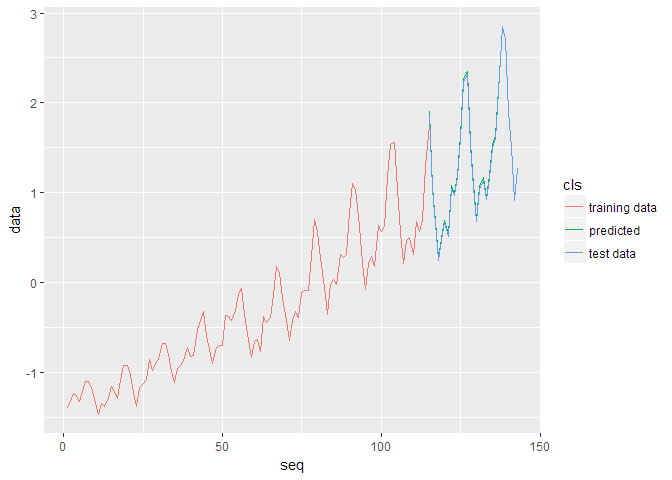 3
2
1
0
-1
data
0
50
100
150
seq
cls
training data
predicted
test data